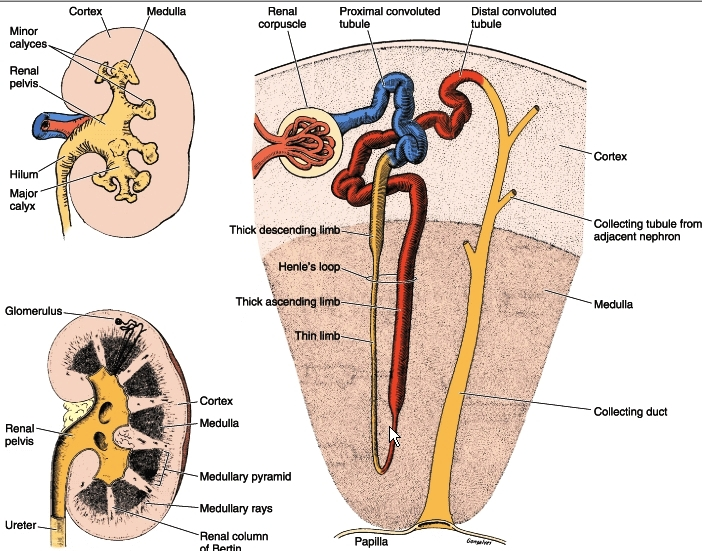 Cortex
Medulla
Minor
calyces
Renal
pelvis
Hilum
Major
calyx
Renal
corpuscle
Proximal convoluted
tubule
Distal convoluted
tubule
Cortex
Collecting tubule from
adjacent nephron
Thick descending limb
Henle's loop
Thick ascending limb
Thin limb
Medulla
Collecting duct
Papilla
Glomerulus
Renal
pelvis
Ureter
Cortex
Medulla
Medullary pyramid
Medullary rays
Renal column
of Bertin